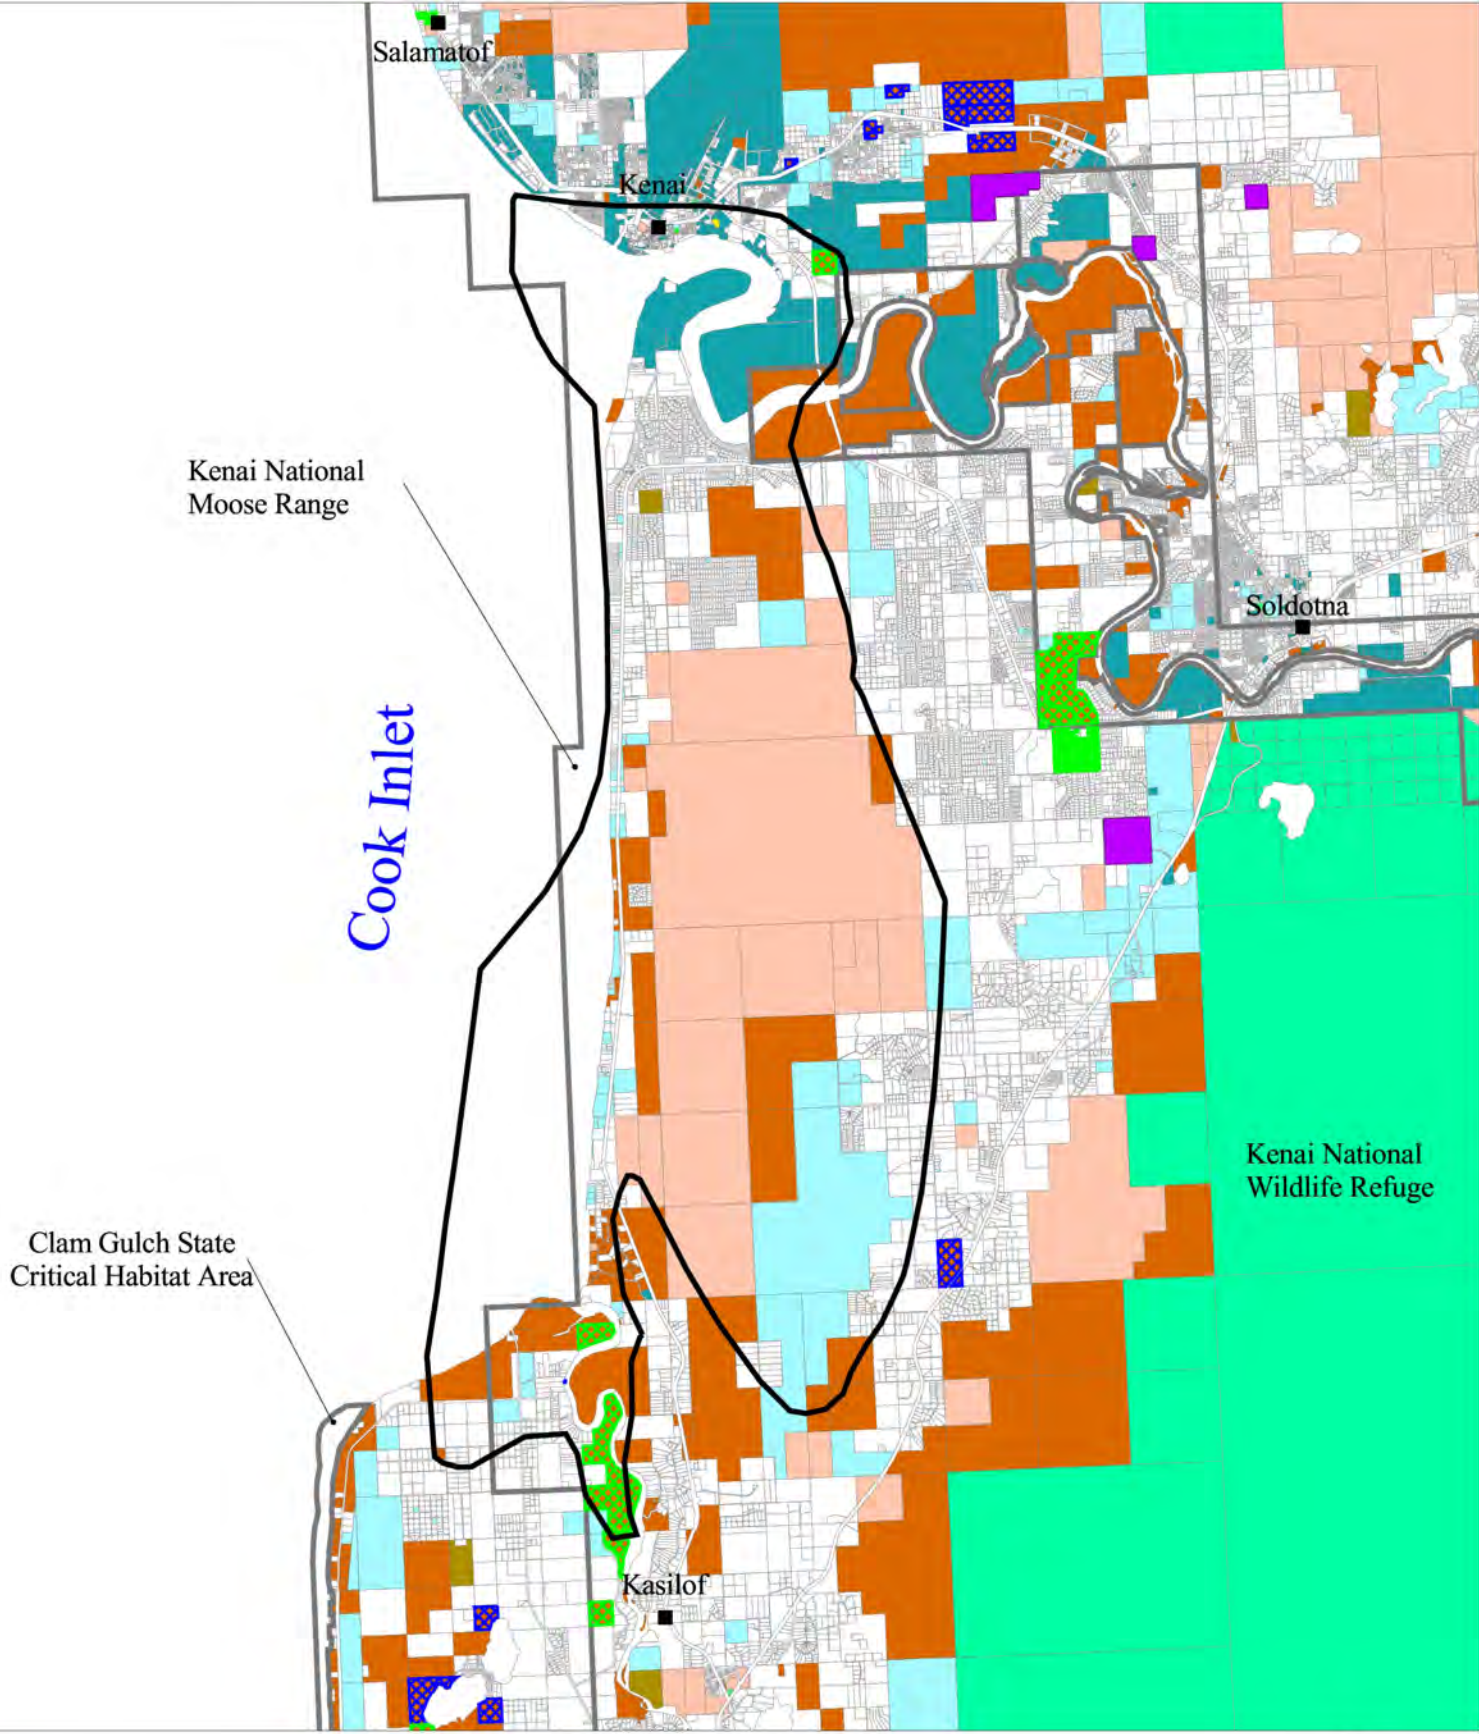 Salamatof
Kenai
Kenai National
Moose Range
Soldotna
Cook Inlet
Kenai National
Wildlife Refuge
Clam Gulch State
Critical Habitat Area
Kasilof